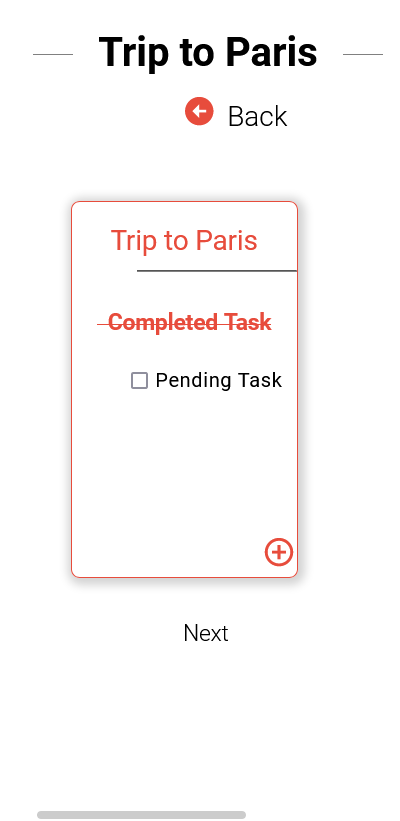 Trip to Paris
Back
Trip to Paris
Completed Task
Pending Task
Next